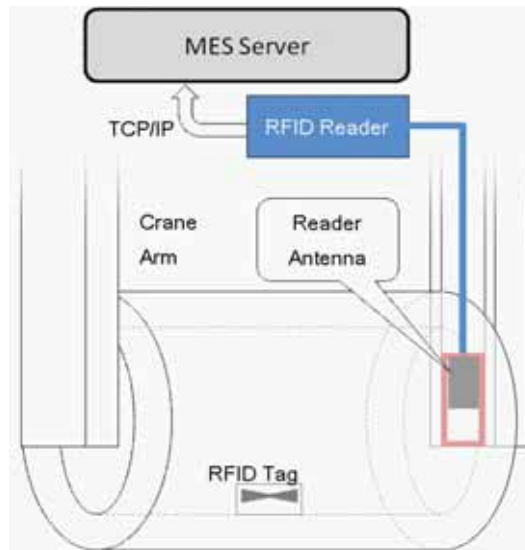 MES Server
TCP/IP
RFID Reader
Crane
Arm
Reader
Antenna
RFID Tag